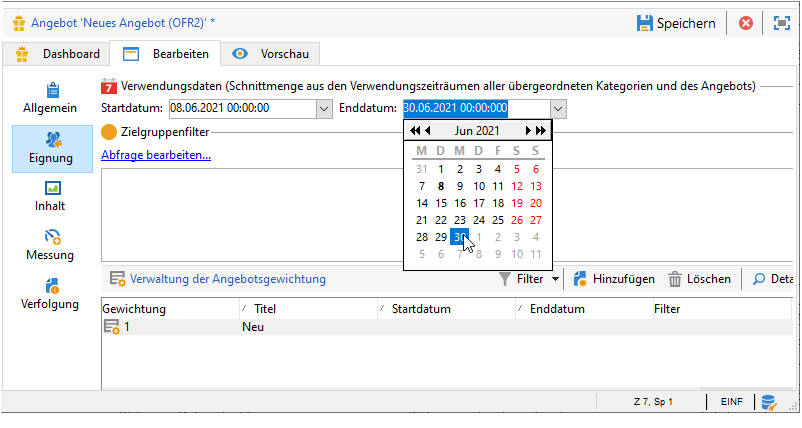 Angebot 'Neues Angebot (OFR2)' *
Speichern
Dashboard Bearbeiten Vorschau
Allgemein
Eignung
Inhalt
Messung
Verfolgung
7 Verwendungsdaten (Schnittmenge aus den Verwendungszeiträumen aller übergeordneten Kategorien und des Angebots)
Startdatum: 08.06.2021 00:00:00 Enddatum: 30.06.2021 00:00:000
Zielgruppenfilter
Abfrage bearbeiten...
Jun 2021
M D M D F S S
31 1 2 3 4 5 6
7 8 9 10 11 12 13
14 15 16 17 18 19 20
21 22 23 24 25 26 27
28 29 30 1 2 3 4
5 6 7 8 9 10 11
Verwaltung der Angebotsgewichtung
Filter Hinzufügen Löschen Deta
Gewichtung / Titel / Startdatum / Enddatum Filter
1 Neu
Z 7, Sp 1 EINF